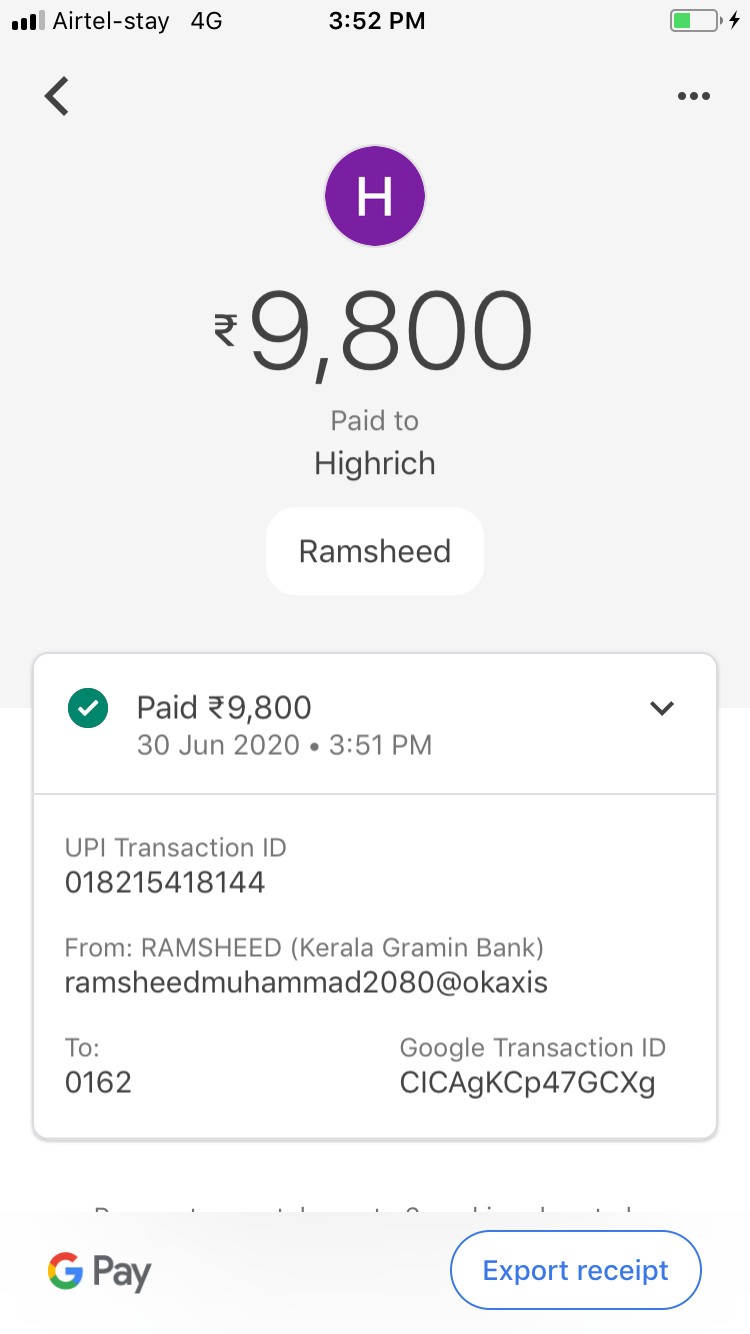 Airtel-stay 4G 3:52 PM
H
₹9,800
Paid to
Highrich
Ramsheed
Paid ₹9,800
30 Jun 2020 • 3:51 PM
UPI Transaction ID
018215418144
From: RAMSHEED (Kerala Gramin Bank)
ramsheedmuhammad2080@okaxis
To:
0162
Google Transaction ID
CICAgKCp47GCXg
G Pay
Export receipt